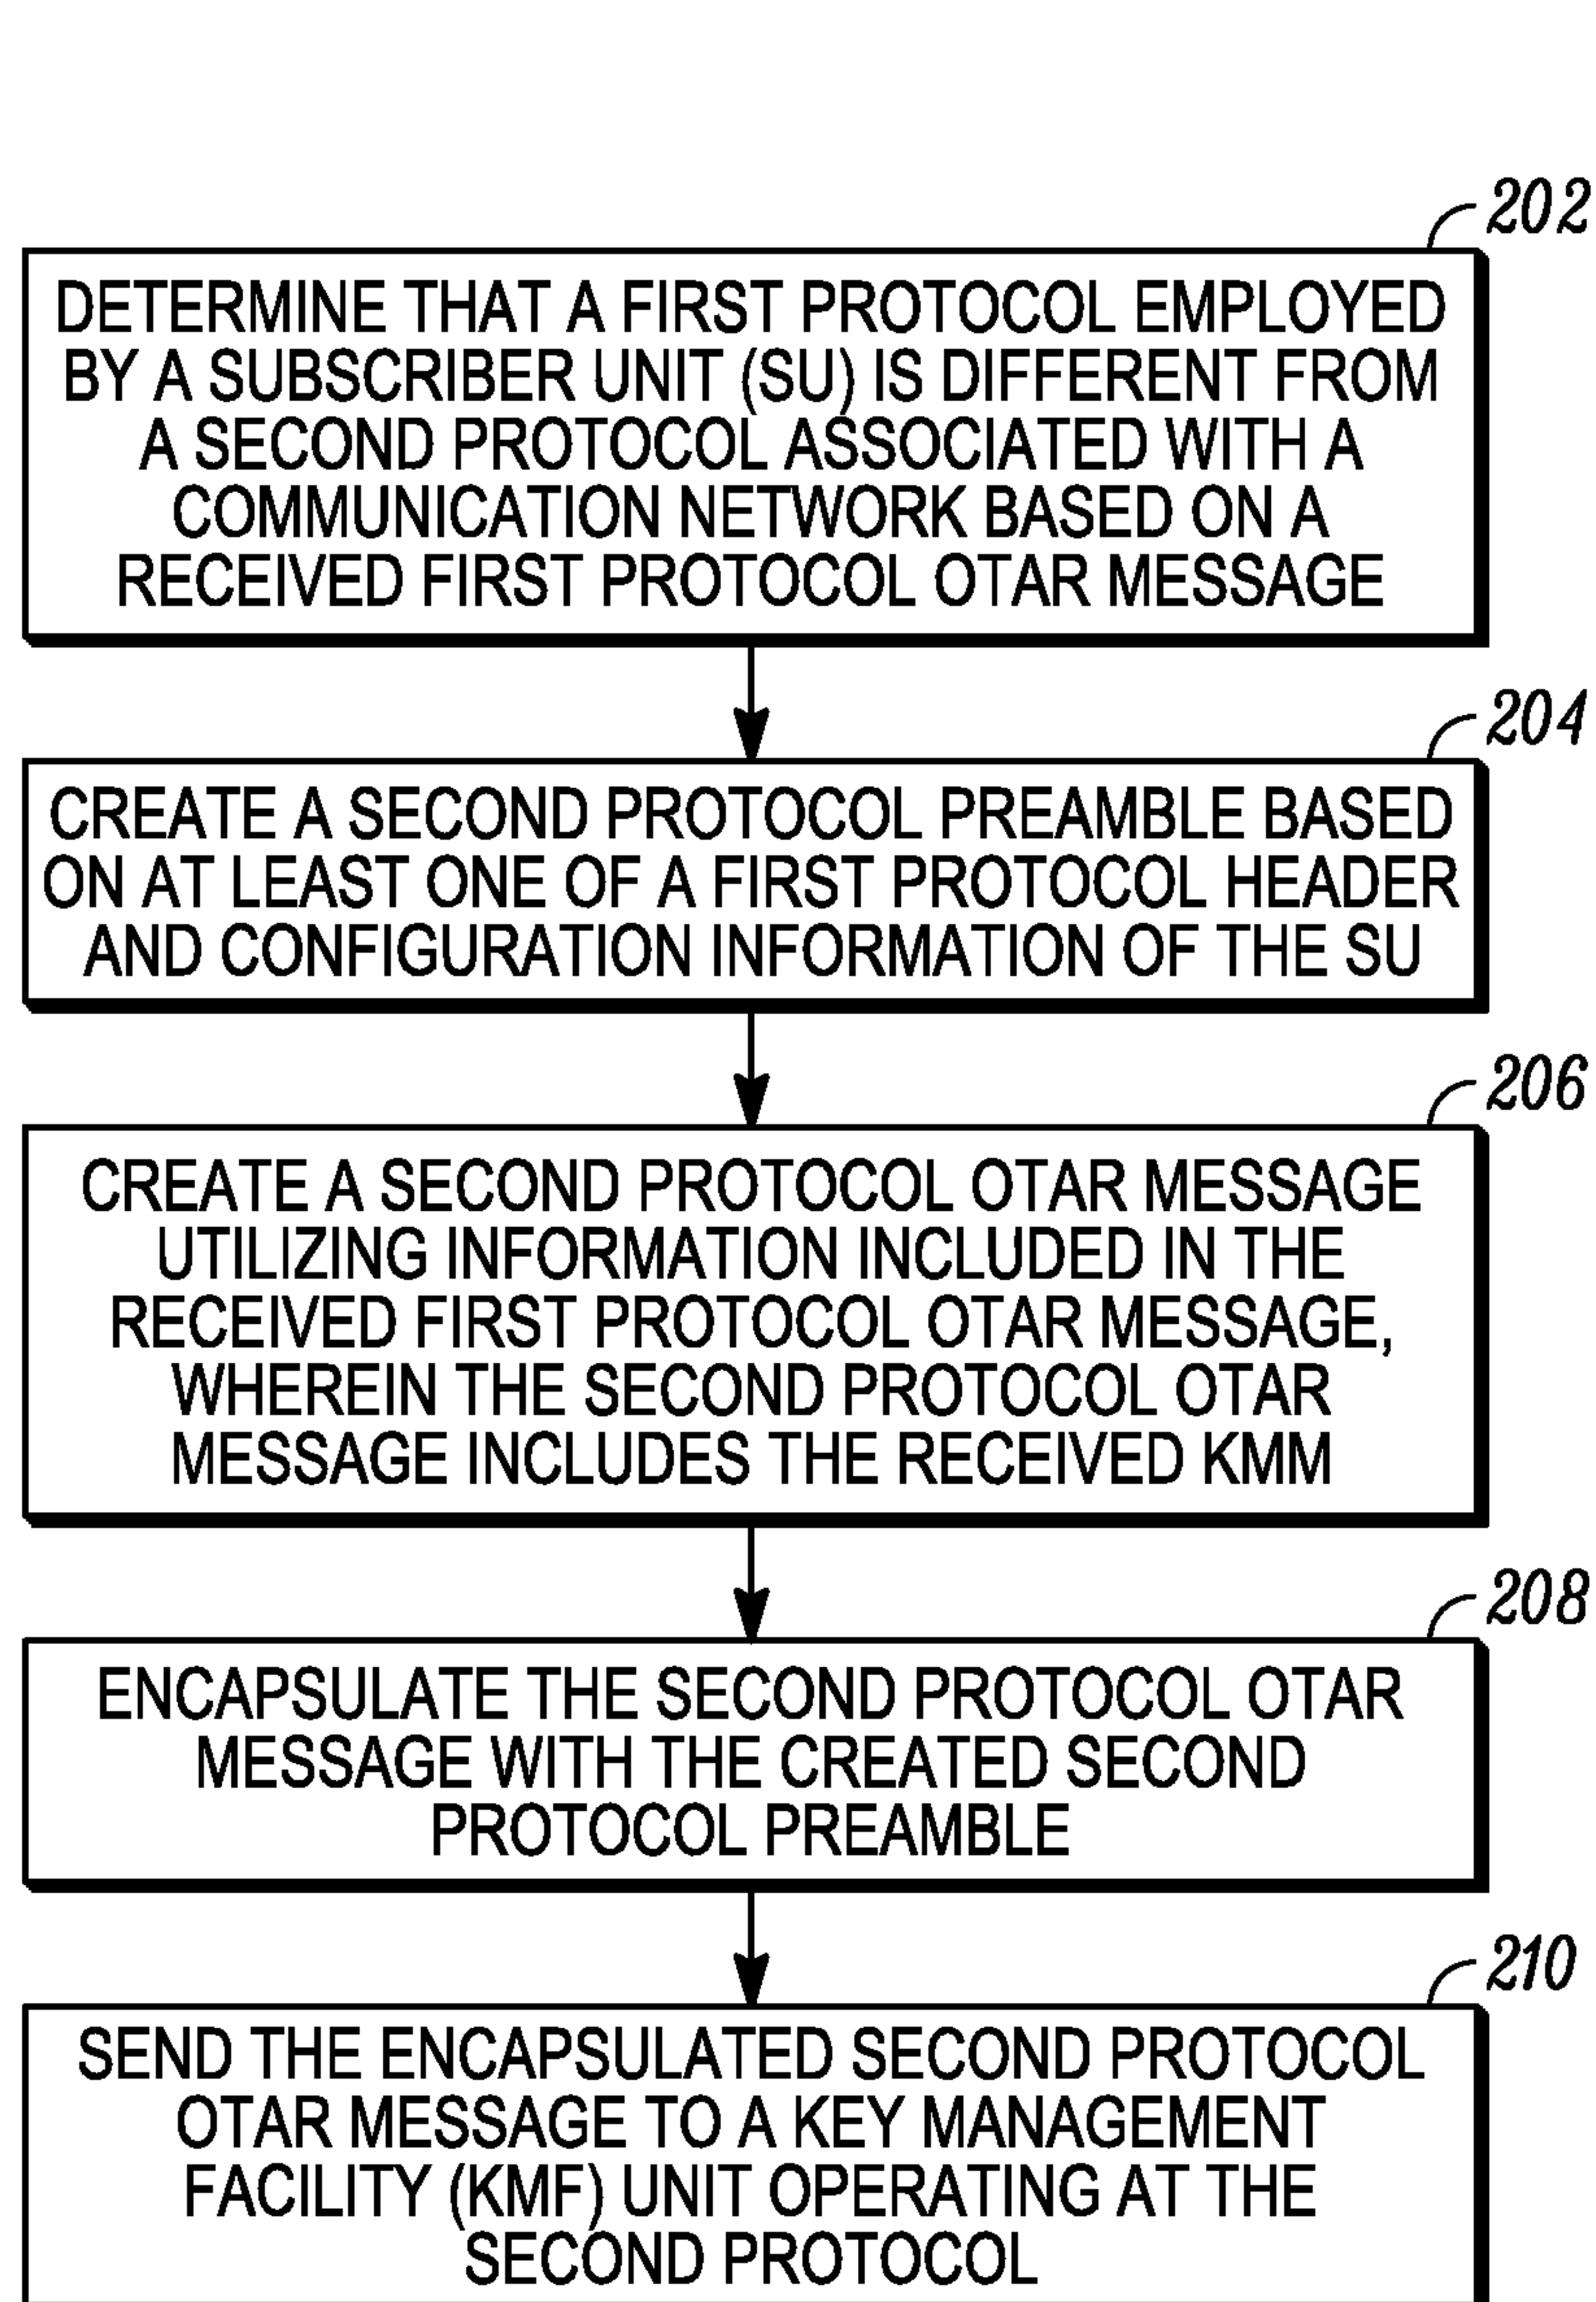 202
DETERMINE THAT A FIRST PROTOCOL EMPLOYED
BY A SUBSCRIBER UNIT (SU) IS DIFFERENT FROM
A SECOND PROTOCOL ASSOCIATED WITH A
COMMUNICATION NETWORK BASED ON A
RECEIVED FIRST PROTOCOL OTAR MESSAGE
204
CREATE A SECOND PROTOCOL PREAMBLE BASED
ON AT LEAST ONE OF A FIRST PROTOCOL HEADER
AND CONFIGURATION INFORMATION OF THE SU
206
CREATE A SECOND PROTOCOL OTAR MESSAGE
UTILIZING INFORMATION INCLUDED IN THE
RECEIVED FIRST PROTOCOL OTAR MESSAGE,
WHEREIN THE SECOND PROTOCOL OTAR
MESSAGE INCLUDES THE RECEIVED KMM
208
ENCAPSULATE THE SECOND PROTOCOL OTAR
MESSAGE WITH THE CREATED SECOND
PROTOCOL PREAMBLE
210
SEND THE ENCAPSULATED SECOND PROTOCOL
OTAR MESSAGE TO A KEY MANAGEMENT
FACILITY (KMF) UNIT OPERATING AT THE
SECOND PROTOCOL